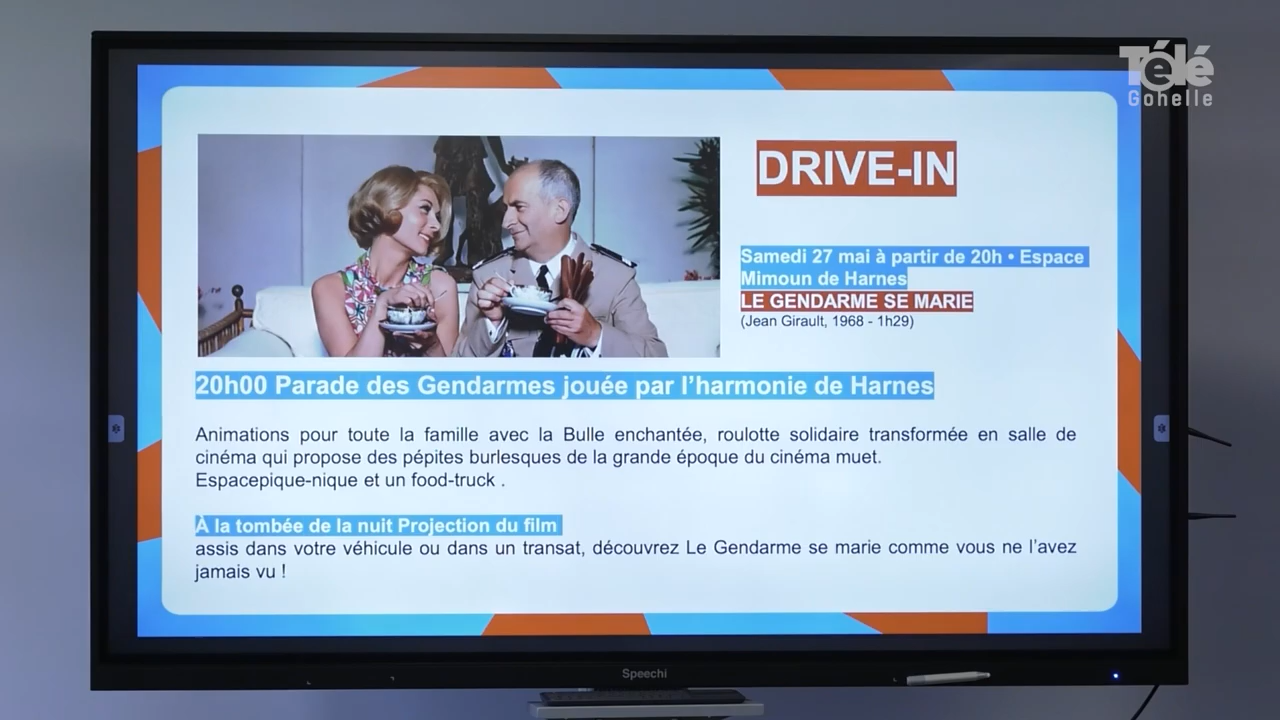 Télé
Gohelle
DRIVE-IN
Samedi 27 mai à partir de 20h • Espace
Mimoun de Harnes
LE GENDARME SE MARIE
(Jean Girault, 1968 - 1h29)
20h00 Parade des Gendarmes jouée par l’harmonie de Harnes
Animations pour toute la famille avec la Bulle enchantée, roulotte solidaire transformée en salle de
cinéma qui propose des pépites burlesques de la grande époque du cinéma muet.
Espacepique-nique et un food-truck .
À la tombée de la nuit Projection du film
assis dans votre véhicule ou dans un transat, découvrez Le Gendarme se marie comme vous ne l’avez
jamais vu !
Speechi